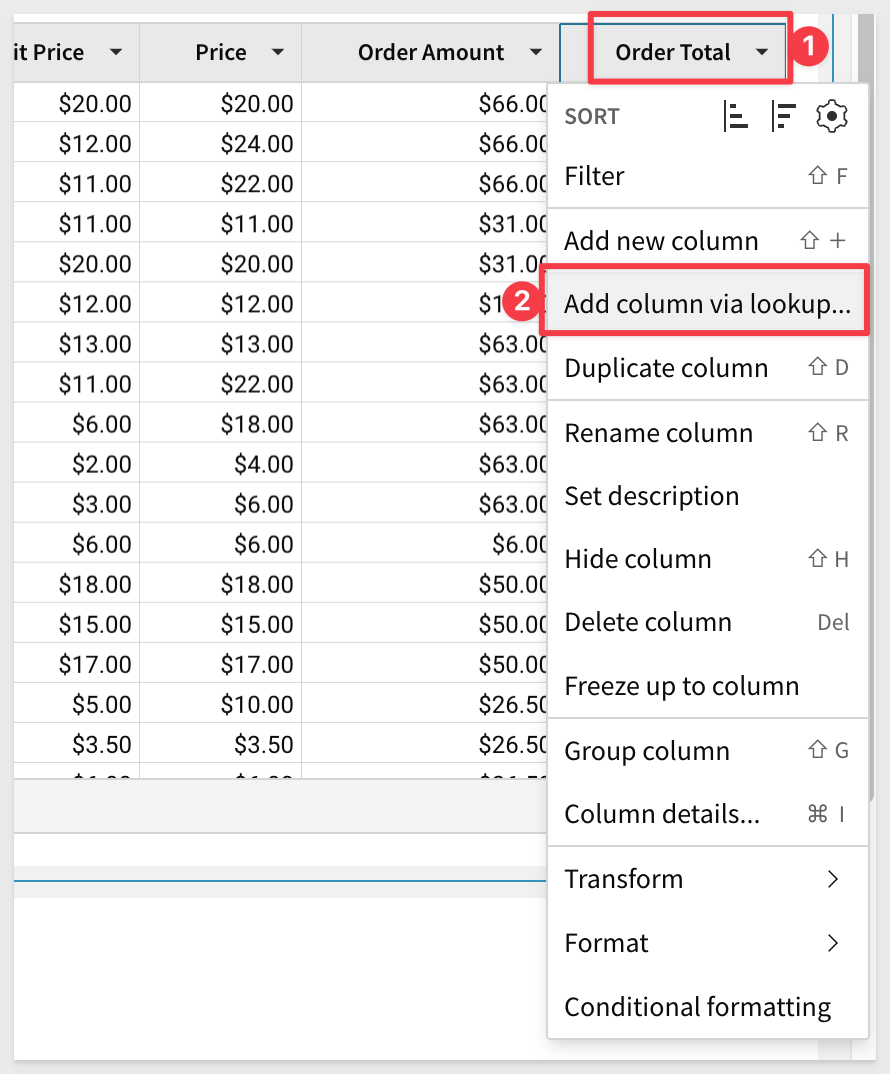 it Price Price Order Amount Order Total 1
$20.00 $20.00 $66.00
SORT
$12.00 $24.00 $66.00
Filter ⇧ F
$11.00 $22.00 $66.00
$11.00 $11.00 $31.00
Add new column ⇧ +
$20.00 $20.00 $31.00
2 Add column via lookup...
$12.00 $12.00
$13.00 $13.00 $63.00
Duplicate column ⇧ D
$11.00 $22.00 $63.00
$6.00 $18.00 $63.00
Rename column ⇧ R
$2.00 $4.00 $63.00
Set description
$3.00 $6.00 $63.00
$6.00 $6.00 $6.00
Hide column ⇧ H
$18.00 $18.00 $50.00
Delete column Del
$15.00 $15.00 $50.00
$17.00 $17.00 $50.00
Freeze up to column
$5.00 $10.00 $26.50
$3.50 $3.50 $26.50
Group column ⇧ G
Column details... ⌘ I
Transform
Format
Conditional formatting